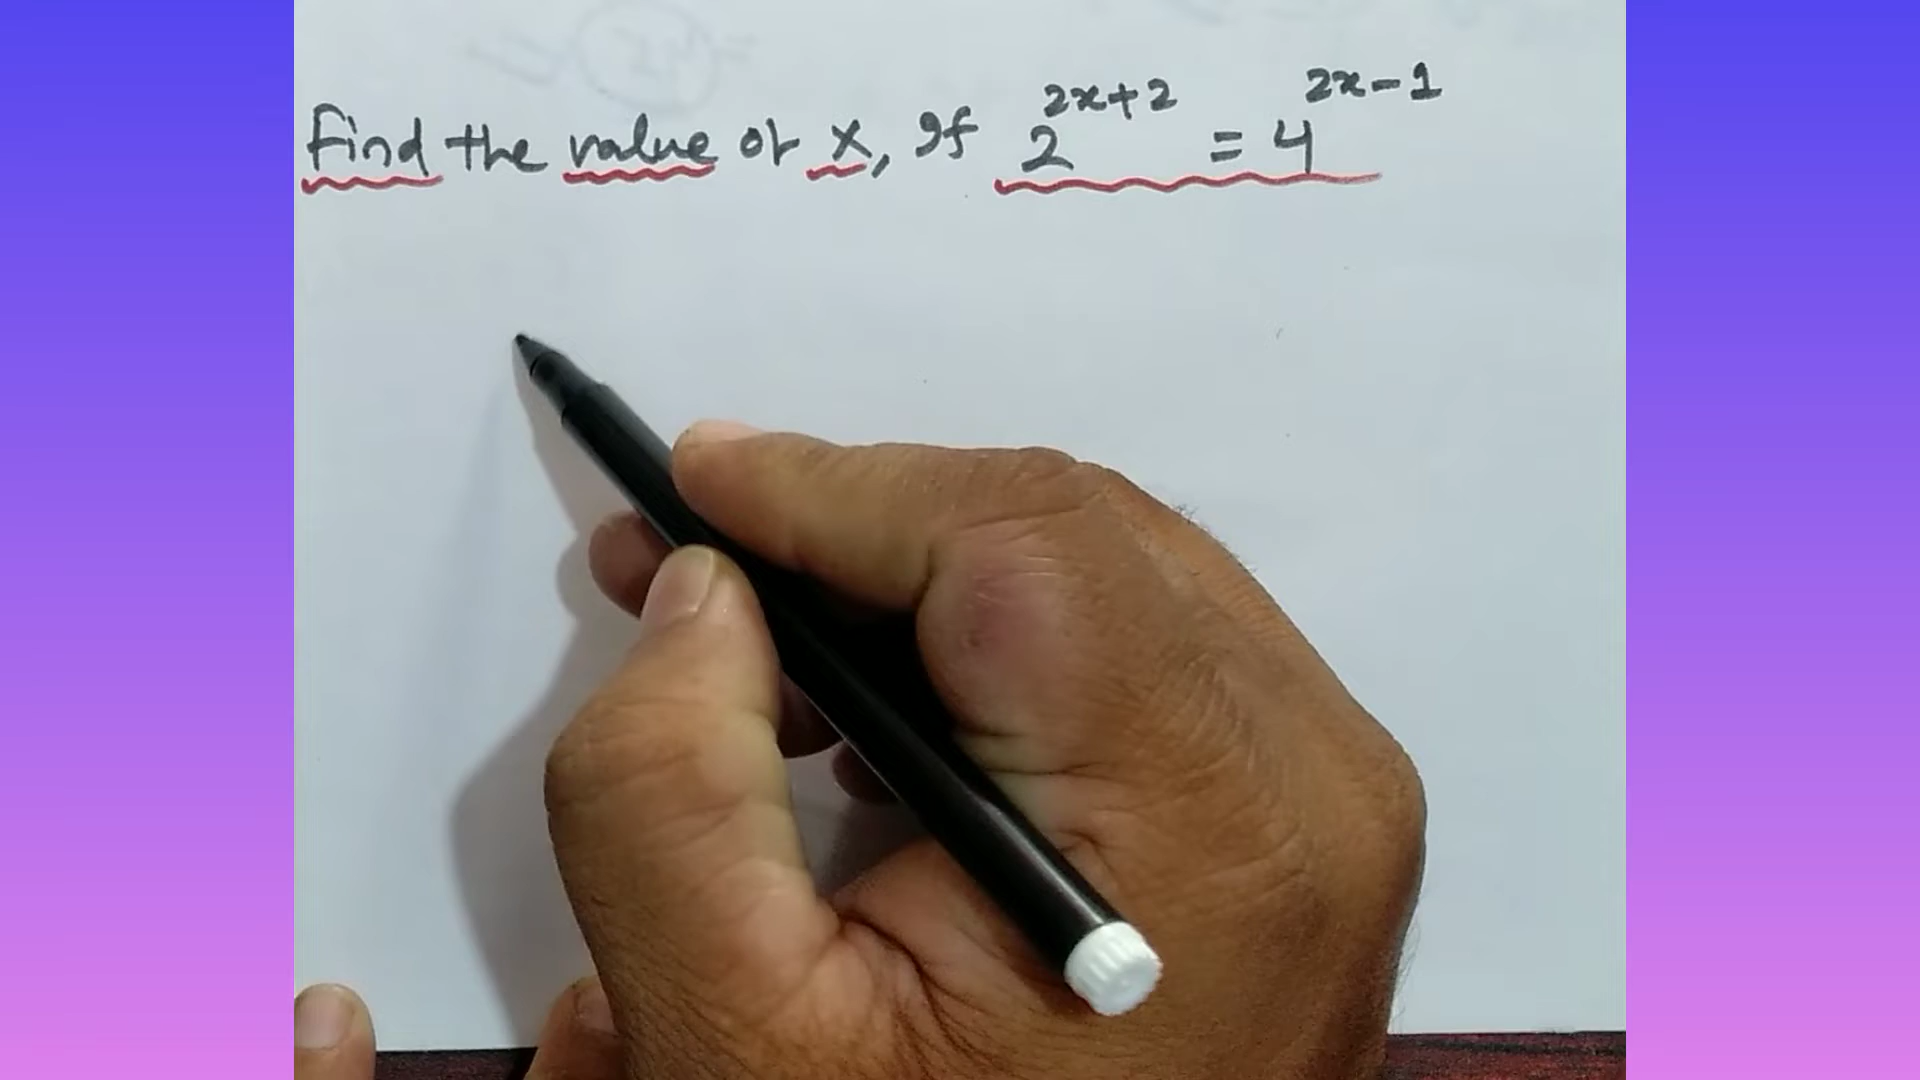 Find the value of x, If 2^{2x+2} = 4^{2x-1}